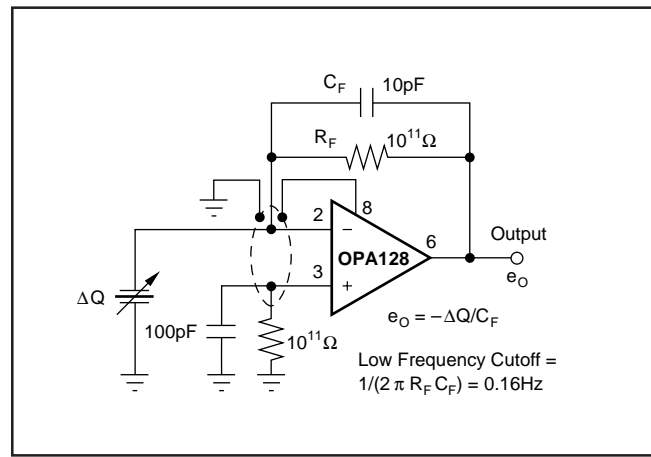 C_F 10pF
R_F 10^11Ω
2
8
−
OPA128
6
Output
3
+
e_O
ΔQ
e_O = −ΔQ/C_F
100pF
10^11Ω
Low Frequency Cutoff =
1/(2 π R_F C_F) = 0.16Hz